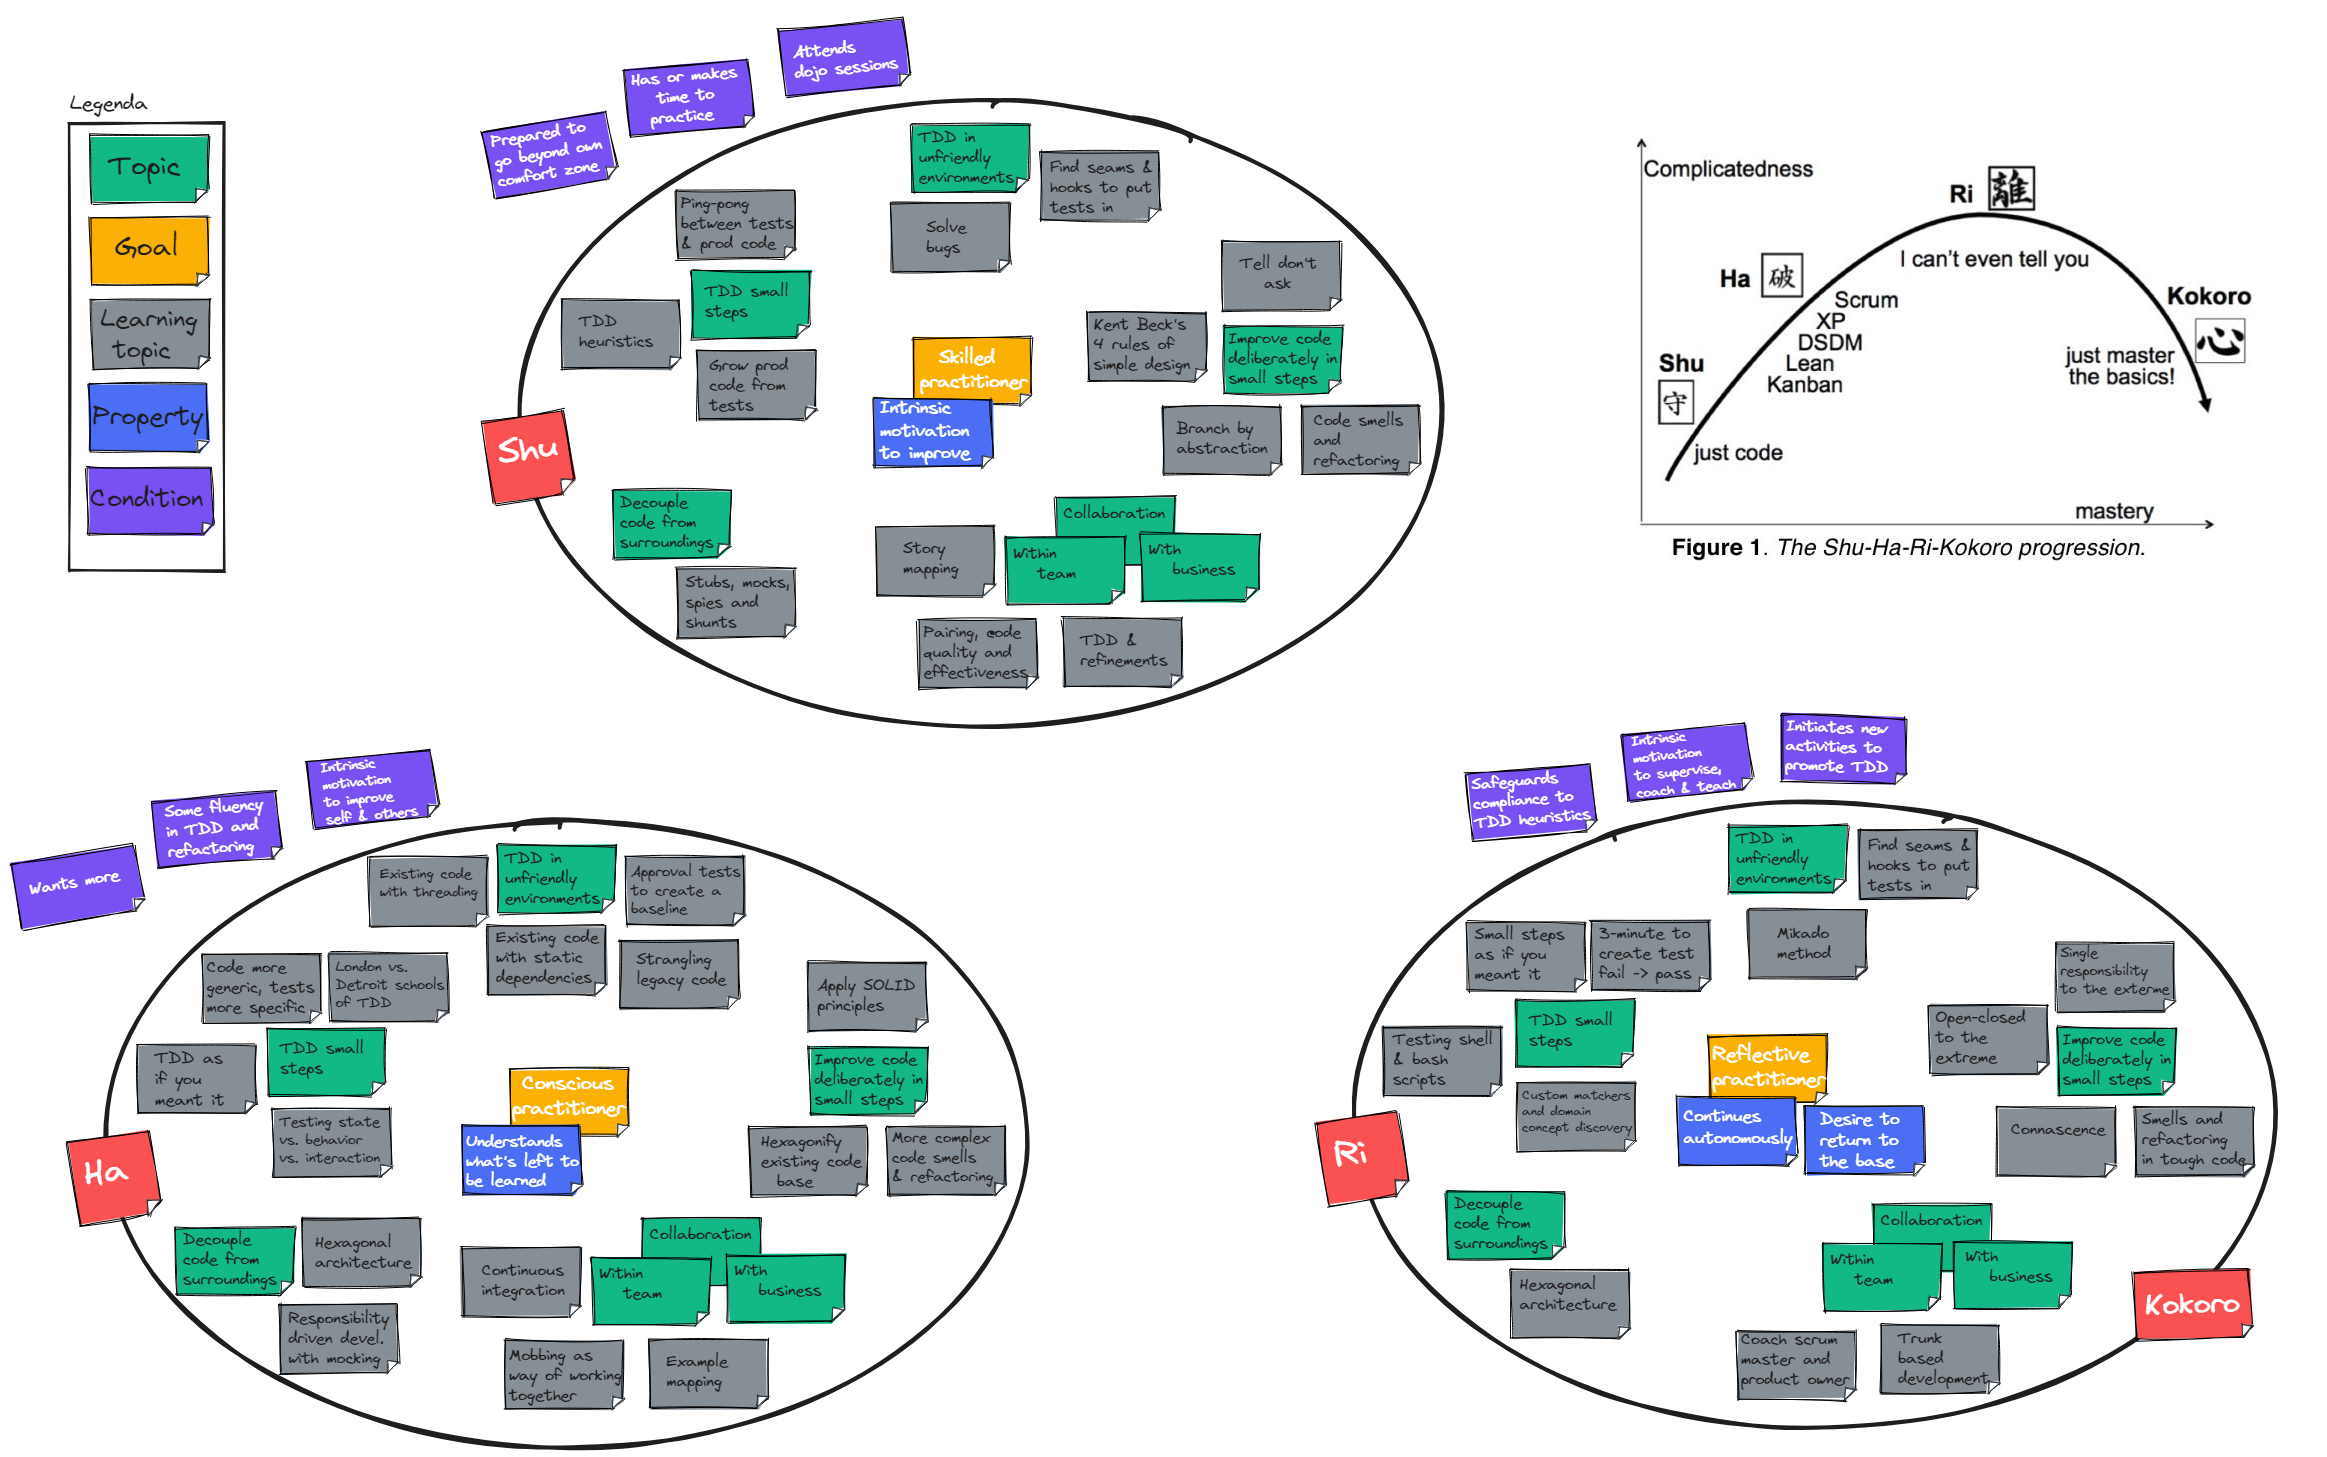 Legenda
Topic
Goal
Learning
topic
Property
Condition
Prepared to
go beyond own
comfort zone
Has or makes
time to
practice
Attends
dojo sessions
Shu
TDD in
unfriendly
environments
Find seams &
hooks to put
tests in
Solve
bugs
Ping-pong
between tests
& prod code
TDD small
steps
TDD
heuristics
Grow prod
code from
tests
Tell don't
ask
Kent Beck's
4 rules of
simple design
Improve code
deliberately in
small steps
Branch by
abstraction
Code smells
and
refactoring
Skilled
practitioner
Intrinsic
motivation
to improve
Decouple
code from
surroundings
Stubs, mocks,
spies and
shunts
Collaboration
Within
team
With
business
Story
mapping
Pairing, code
quality and
effectiveness
TDD &
refinements
Complicatedness
Ri 離
I can't even tell you
Ha 破
Scrum
XP
DSDM
Lean
Kanban
Kokoro
心
just master
the basics!
Shu
守
just code
mastery
Figure 1. The Shu-Ha-Ri-Kokoro progression.
Wants more
Some fluency
in TDD and
refactoring
Intrinsic
motivation
to improve
self & others
Ha
Existing code
with threading
TDD in
unfriendly
environments
Approval tests
to create a
baseline
Existing code
with static
dependencies
Strangling
legacy code
Code more
generic, tests
more specific
London vs.
Detroit schools
of TDD
TDD as
if you
meant it
TDD small
steps
Testing state
vs. behavior
vs. interaction
Apply SOLID
principles
Improve code
deliberately in
small steps
Hexagonify
existing code
base
More complex
code smells
& refactoring
Conscious
practitioner
Understands
what's left to
be learned
Decouple
code from
surroundings
Hexagonal
architecture
Responsibility
driven devel.
with mocking
Collaboration
Within
team
With
business
Continuous
integration
Mobbing as
way of working
together
Example
mapping
Safeguards
compliance to
TDD heuristics
Intrinsic
motivation
to supervise,
coach & teach
Initiates new
activities to
promote TDD
Ri
TDD in
unfriendly
environments
Find seams &
hooks to put
tests in
Mikado
method
Small steps
as if you
meant it
3-minute to
create test
fail -> pass
TDD small
steps
Testing shell
& bash
scripts
Custom matchers
and domain
concept discovery
Single
responsibility
to the exterme
Open-closed
to the
extreme
Improve code
deliberately in
small steps
Connascence
Smells and
refactoring
in tough code
Reflective
practitioner
Continues
autonomously
Desire to
return to
the base
Decouple
code from
surroundings
Hexagonal
architecture
Collaboration
Within
team
With
business
Coach scrum
master and
product owner
Trunk
based
development
Kokoro